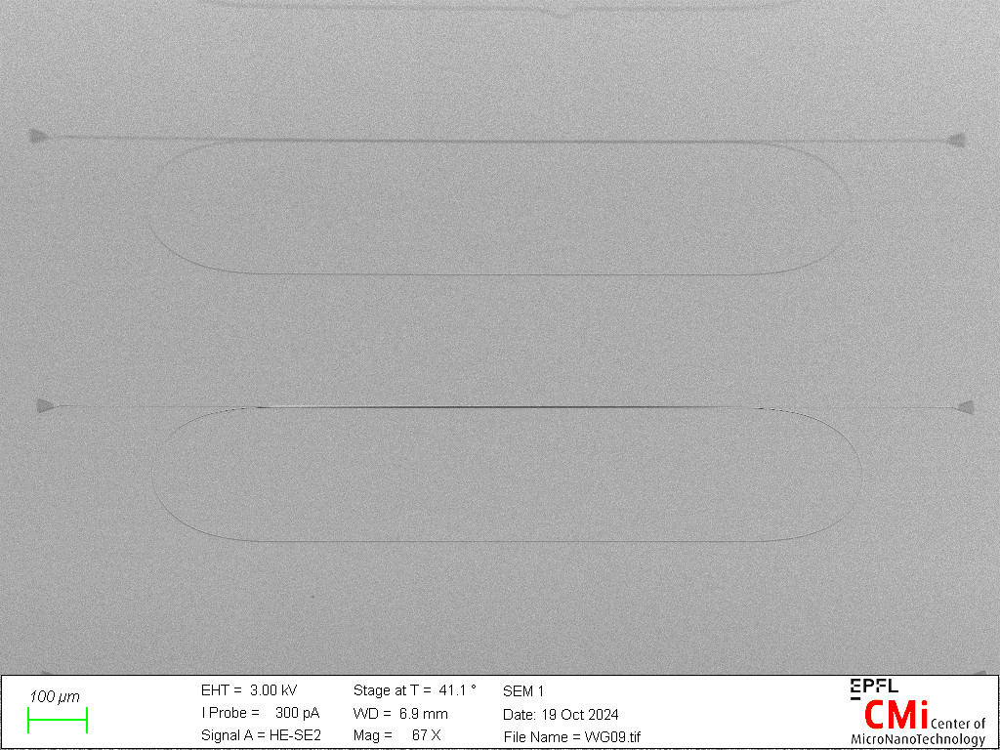 100 µm
EHT = 3.00 kV
I Probe = 300 pA
Signal A = HE-SE2
Stage at T = 41.1 °
WD = 6.9 mm
Mag = 67 X
SEM 1
Date: 19 Oct 2024
File Name = WG09.tif
EPFL
CMi Center of
MicroNanoTechnology